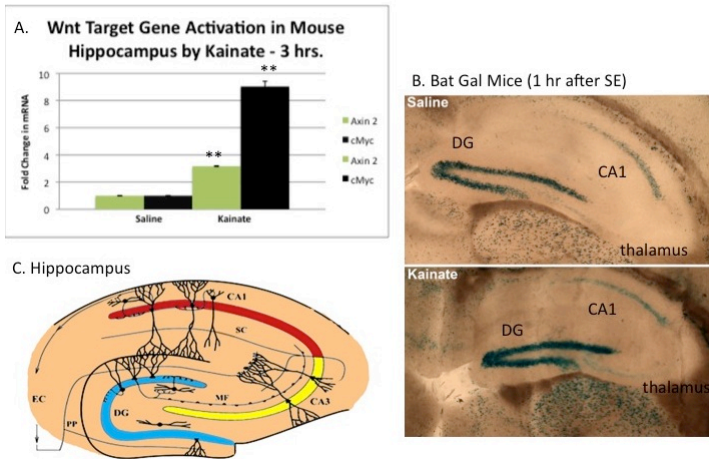 A. Wnt Target Gene Activation in Mouse
Hippocampus by Kainate - 3 hrs.
Fold Change in mRNA
10
8
6
4
2
0
**
**
Saline
Kainate
Axin 2
cMyc
Axin 2
cMyc
B. Bat Gal Mice (1 hr after SE)
Saline
DG
CA1
thalamus
Kainate
DG
CA1
thalamus
C. Hippocampus
CA1
SC
EC
PP
DG
MF
CA3